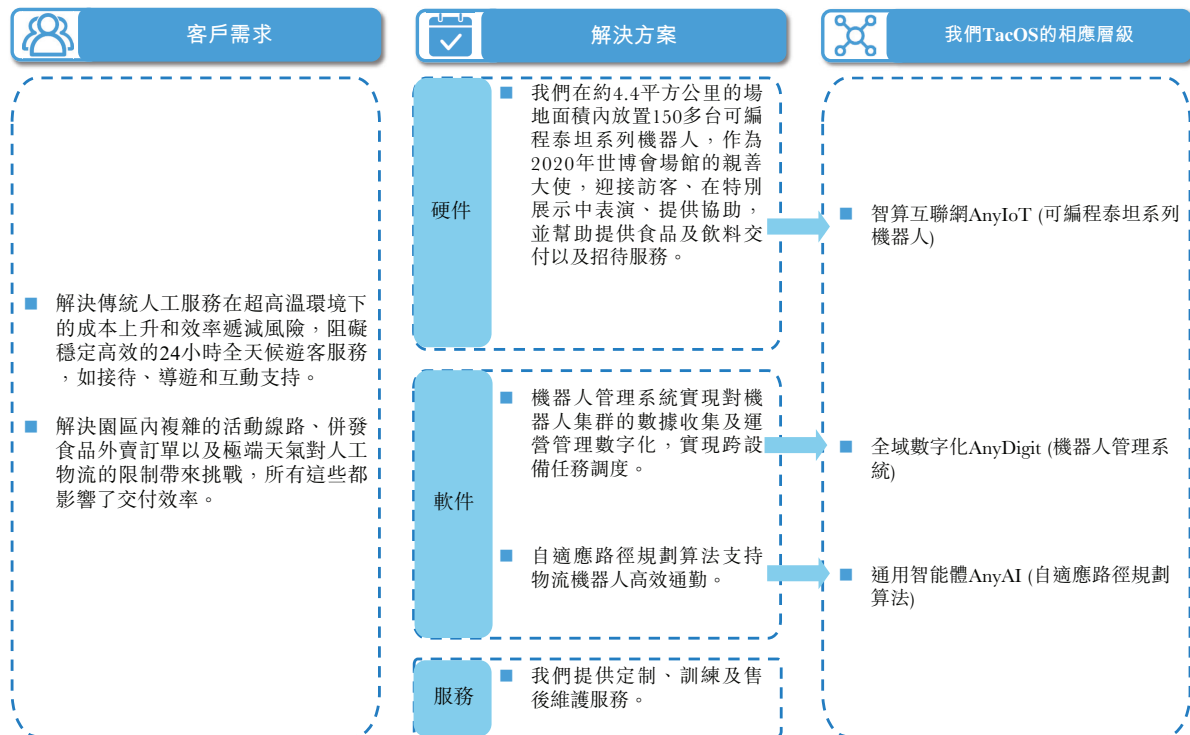 客戶需求
解決傳統人工服務在超高溫環境下
的成本上升和效率遞減風險，阻礙
穩定高效的24小時全天候遊客服務
，如接待、導遊和互動支持。
解決園區內複雜的活動線路、併發
食品外賣訂單以及極端天氣對人工
物流的限制帶來挑戰，所有這些都
影響了交付效率。
解決方案
硬件
我們在約4.4平方公里的場
地面積內放置150多台可編
程泰坦系列機器人，作為
2020年世博會場館的親善
大使，迎接訪客、在特別
展示中表演、提供協助，
並幫助提供食品及飲料交
付以及招待服務。
軟件
機器人管理系統實現對機
器人集群的數據收集及運
營管理數字化，實現跨設
備任務調度。
自適應路徑規劃算法支持
物流機器人高效通勤。
服務
我們提供定制、訓練及售
後維護服務。
我們TacOS的相應層級
智算互聯網AnyIoT (可編程泰坦系列
機器人)
全域數字化AnyDigit (機器人管理系
統)
通用智能體AnyAI (自適應路徑規劃
算法)